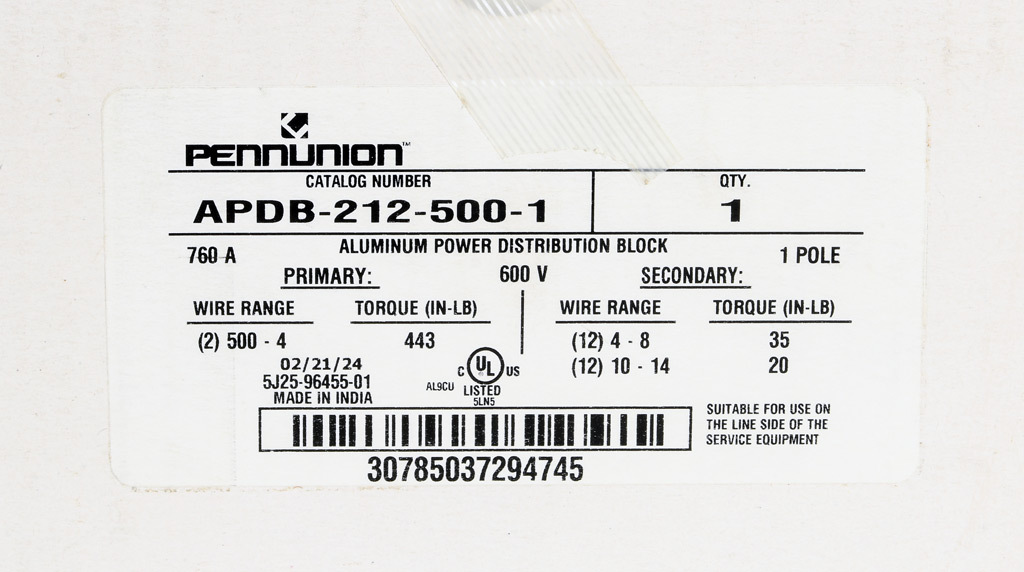 PENNUNION™
CATALOG NUMBER QTY.
APDB-212-500-1 1
760 A ALUMINUM POWER DISTRIBUTION BLOCK 1 POLE
PRIMARY: 600 V SECONDARY:
WIRE RANGE TORQUE (IN-LB) WIRE RANGE TORQUE (IN-LB)
(2) 500 - 4 443 (12) 4 - 8 35
(12) 10 - 14 20
02/21/24
5J25-96455-01
MADE IN INDIA
AL9CU
C UL US
LISTED
5LN5
SUITABLE FOR USE ON
THE LINE SIDE OF THE
SERVICE EQUIPMENT
30785037294745